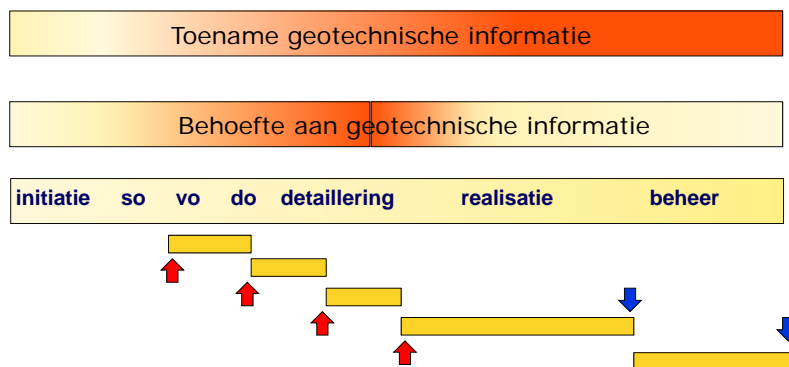 Toename geotechnische informatie
Behoefte aan geotechnische informatie
initiatie so vo do detaillering realisatie beheer